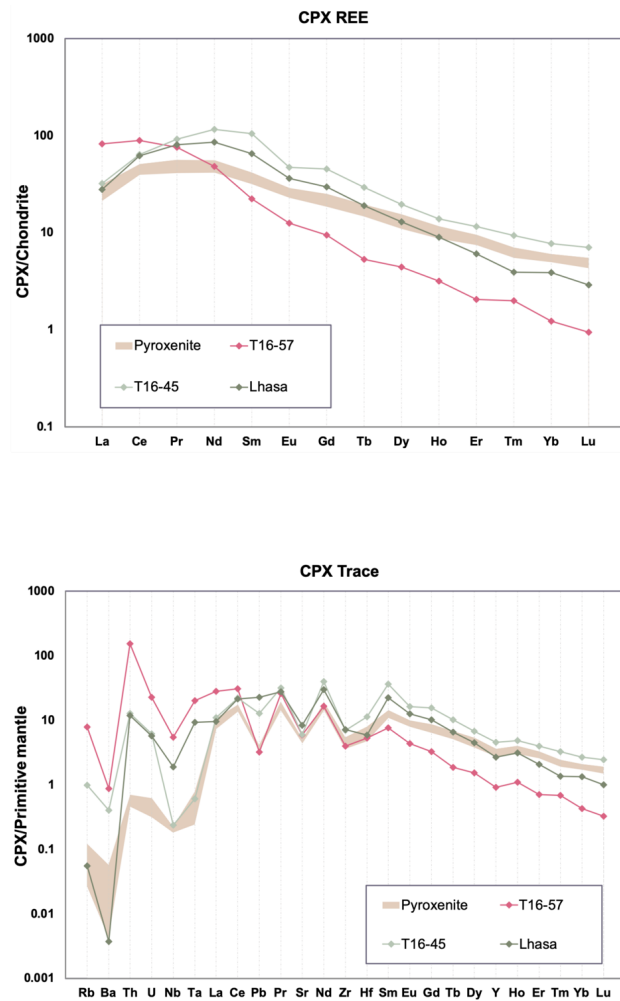 CPX REE
CPX/Chondrite
1000
100
10
1
0.1
Pyroxenite T16-57
T16-45 Lhasa
La Ce Pr Nd Sm Eu Gd Tb Dy Ho Er Tm Yb Lu
CPX Trace
CPX/Primitive mantle
1000
100
10
1
0.1
0.01
0.001
Pyroxenite T16-57
T16-45 Lhasa
Rb Ba Th U Nb Ta La Ce Pb Pr Sr Nd Zr Hf Sm Eu Gd Tb Dy Y Ho Er Tm Yb Lu